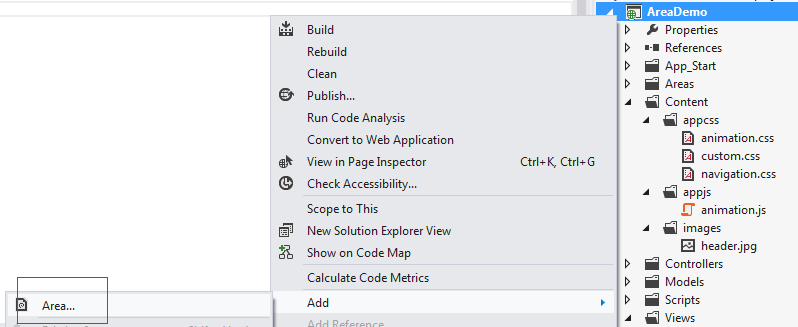 Build
Rebuild
Clean
Publish...
Run Code Analysis
Convert to Web Application
View in Page Inspector Ctrl+K, Ctrl+G
Check Accessibility...
Scope to This
New Solution Explorer View
Show on Code Map
Calculate Code Metrics
Add
Add Reference
Area...
AreaDemo
Properties
References
App_Start
Areas
Content
appcss
animation.css
custom.css
navigation.css
appjs
animation.js
images
header.jpg
Controllers
Models
Scripts
Views